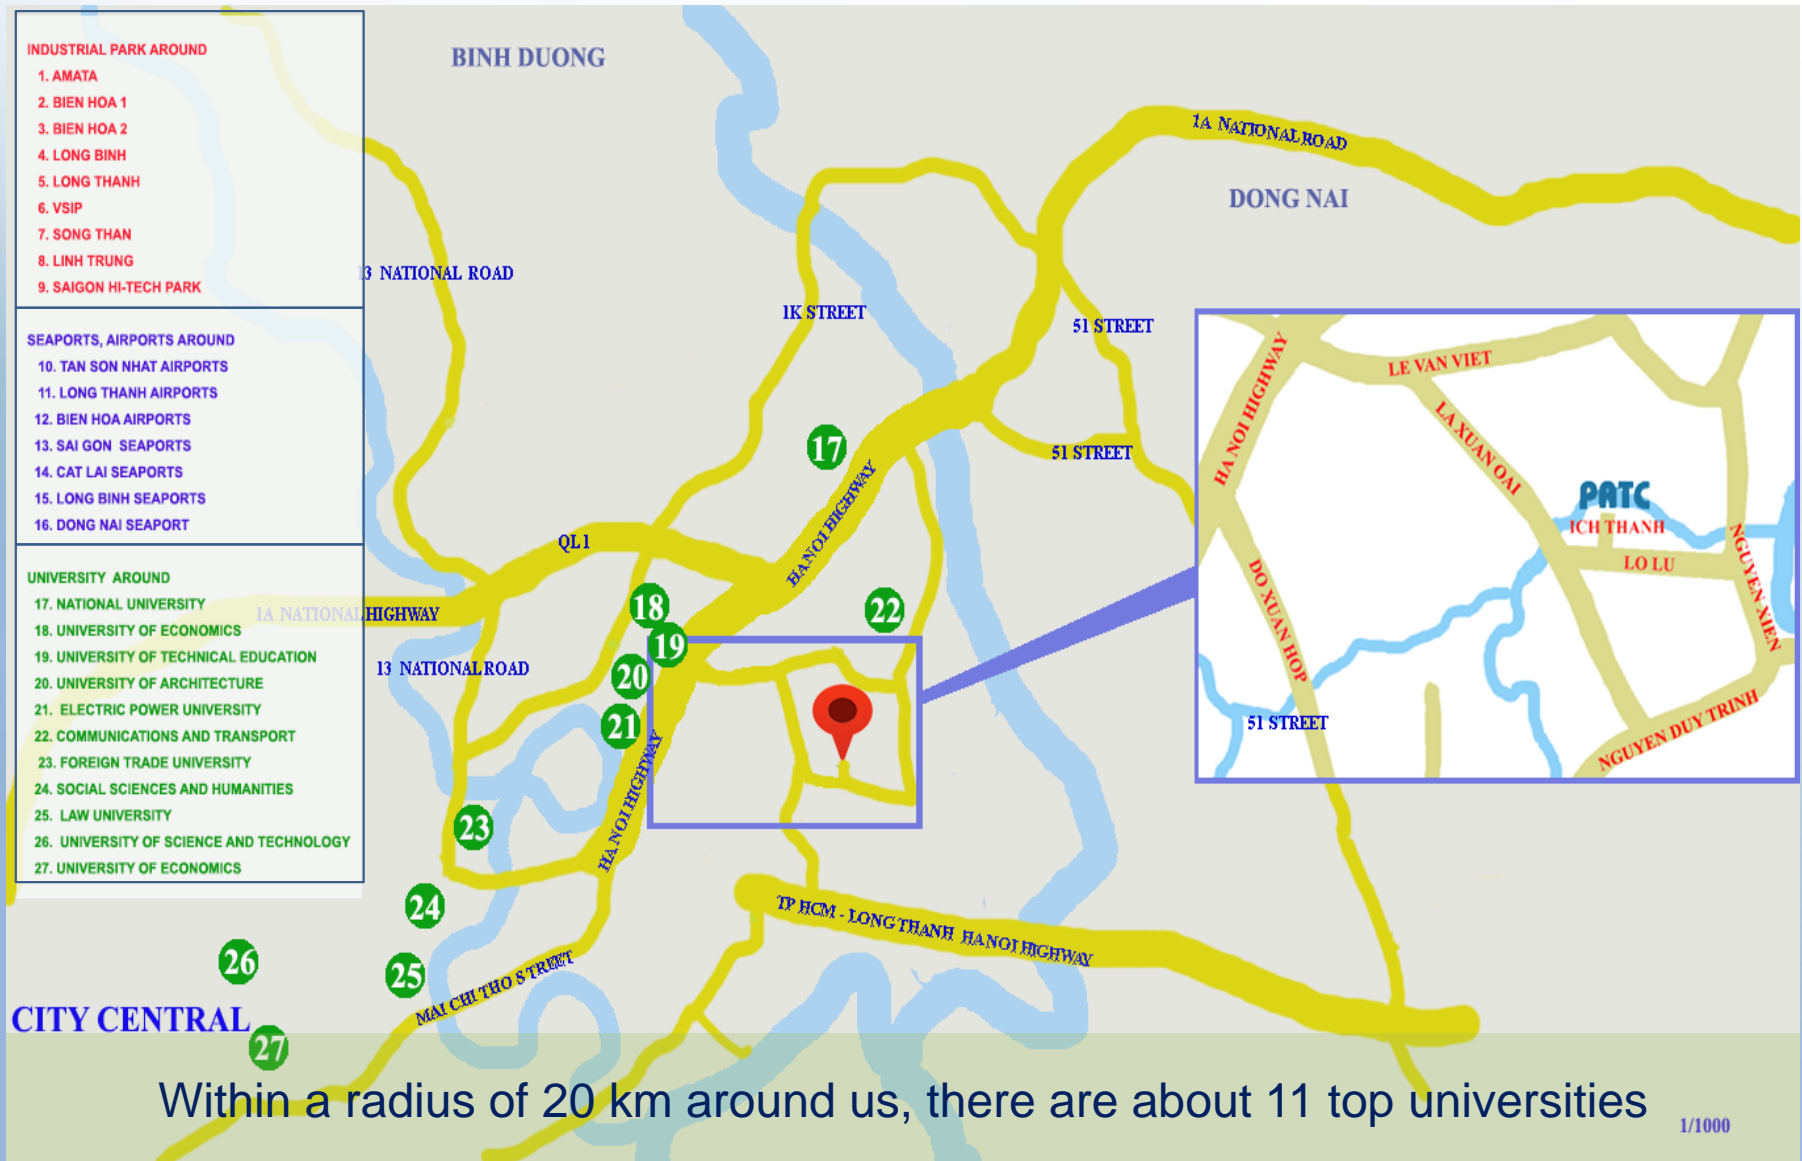 INDUSTRIAL PARK AROUND
1. AMATA
2. BIEN HOA 1
3. BIEN HOA 2
4. LONG BINH
5. LONG THANH
6. VSIP
7. SONG THAN
8. LINH TRUNG
9. SAIGON HI-TECH PARK
SEAPORTS, AIRPORTS AROUND
10. TAN SON NHAT AIRPORTS
11. LONG THANH AIRPORTS
12. BIEN HOA AIRPORTS
13. SAI GON SEAPORTS
14. CAT LAI SEAPORTS
15. LONG BINH SEAPORTS
16. DONG NAI SEAPORT
UNIVERSITY AROUND
17. NATIONAL UNIVERSITY
18. UNIVERSITY OF ECONOMICS
19. UNIVERSITY OF TECHNICAL EDUCATION
20. UNIVERSITY OF ARCHITECTURE
21. ELECTRIC POWER UNIVERSITY
22. COMMUNICATIONS AND TRANSPORT
23. FOREIGN TRADE UNIVERSITY
24. SOCIAL SCIENCES AND HUMANITIES
25. LAW UNIVERSITY
26. UNIVERSITY OF SCIENCE AND TECHNOLOGY
27. UNIVERSITY OF ECONOMICS
BINH DUONG
1A NATIONAL ROAD
DONG NAI
13 NATIONAL ROAD
1K STREET
51 STREET
51 STREET
17
HANOI HIGHWAY
QL1
1A NATIONAL HIGHWAY
18
22
19
13 NATIONAL ROAD
20
21
HANOI HIGHWAY
23
24
TP HCM - LONG THANH HANOI HIGHWAY
26
25
MAI CHI THO STREET
CITY CENTRAL
27
HANOI HIGHWAY
LE VAN VIET
LA XUAN OAI
PATC
ICH THANH
LO LU
NGUYEN XIEN
DO XUAN HOP
51 STREET
NGUYEN DUY TRINH
Within a radius of 20 km around us, there are about 11 top universities
1/1000